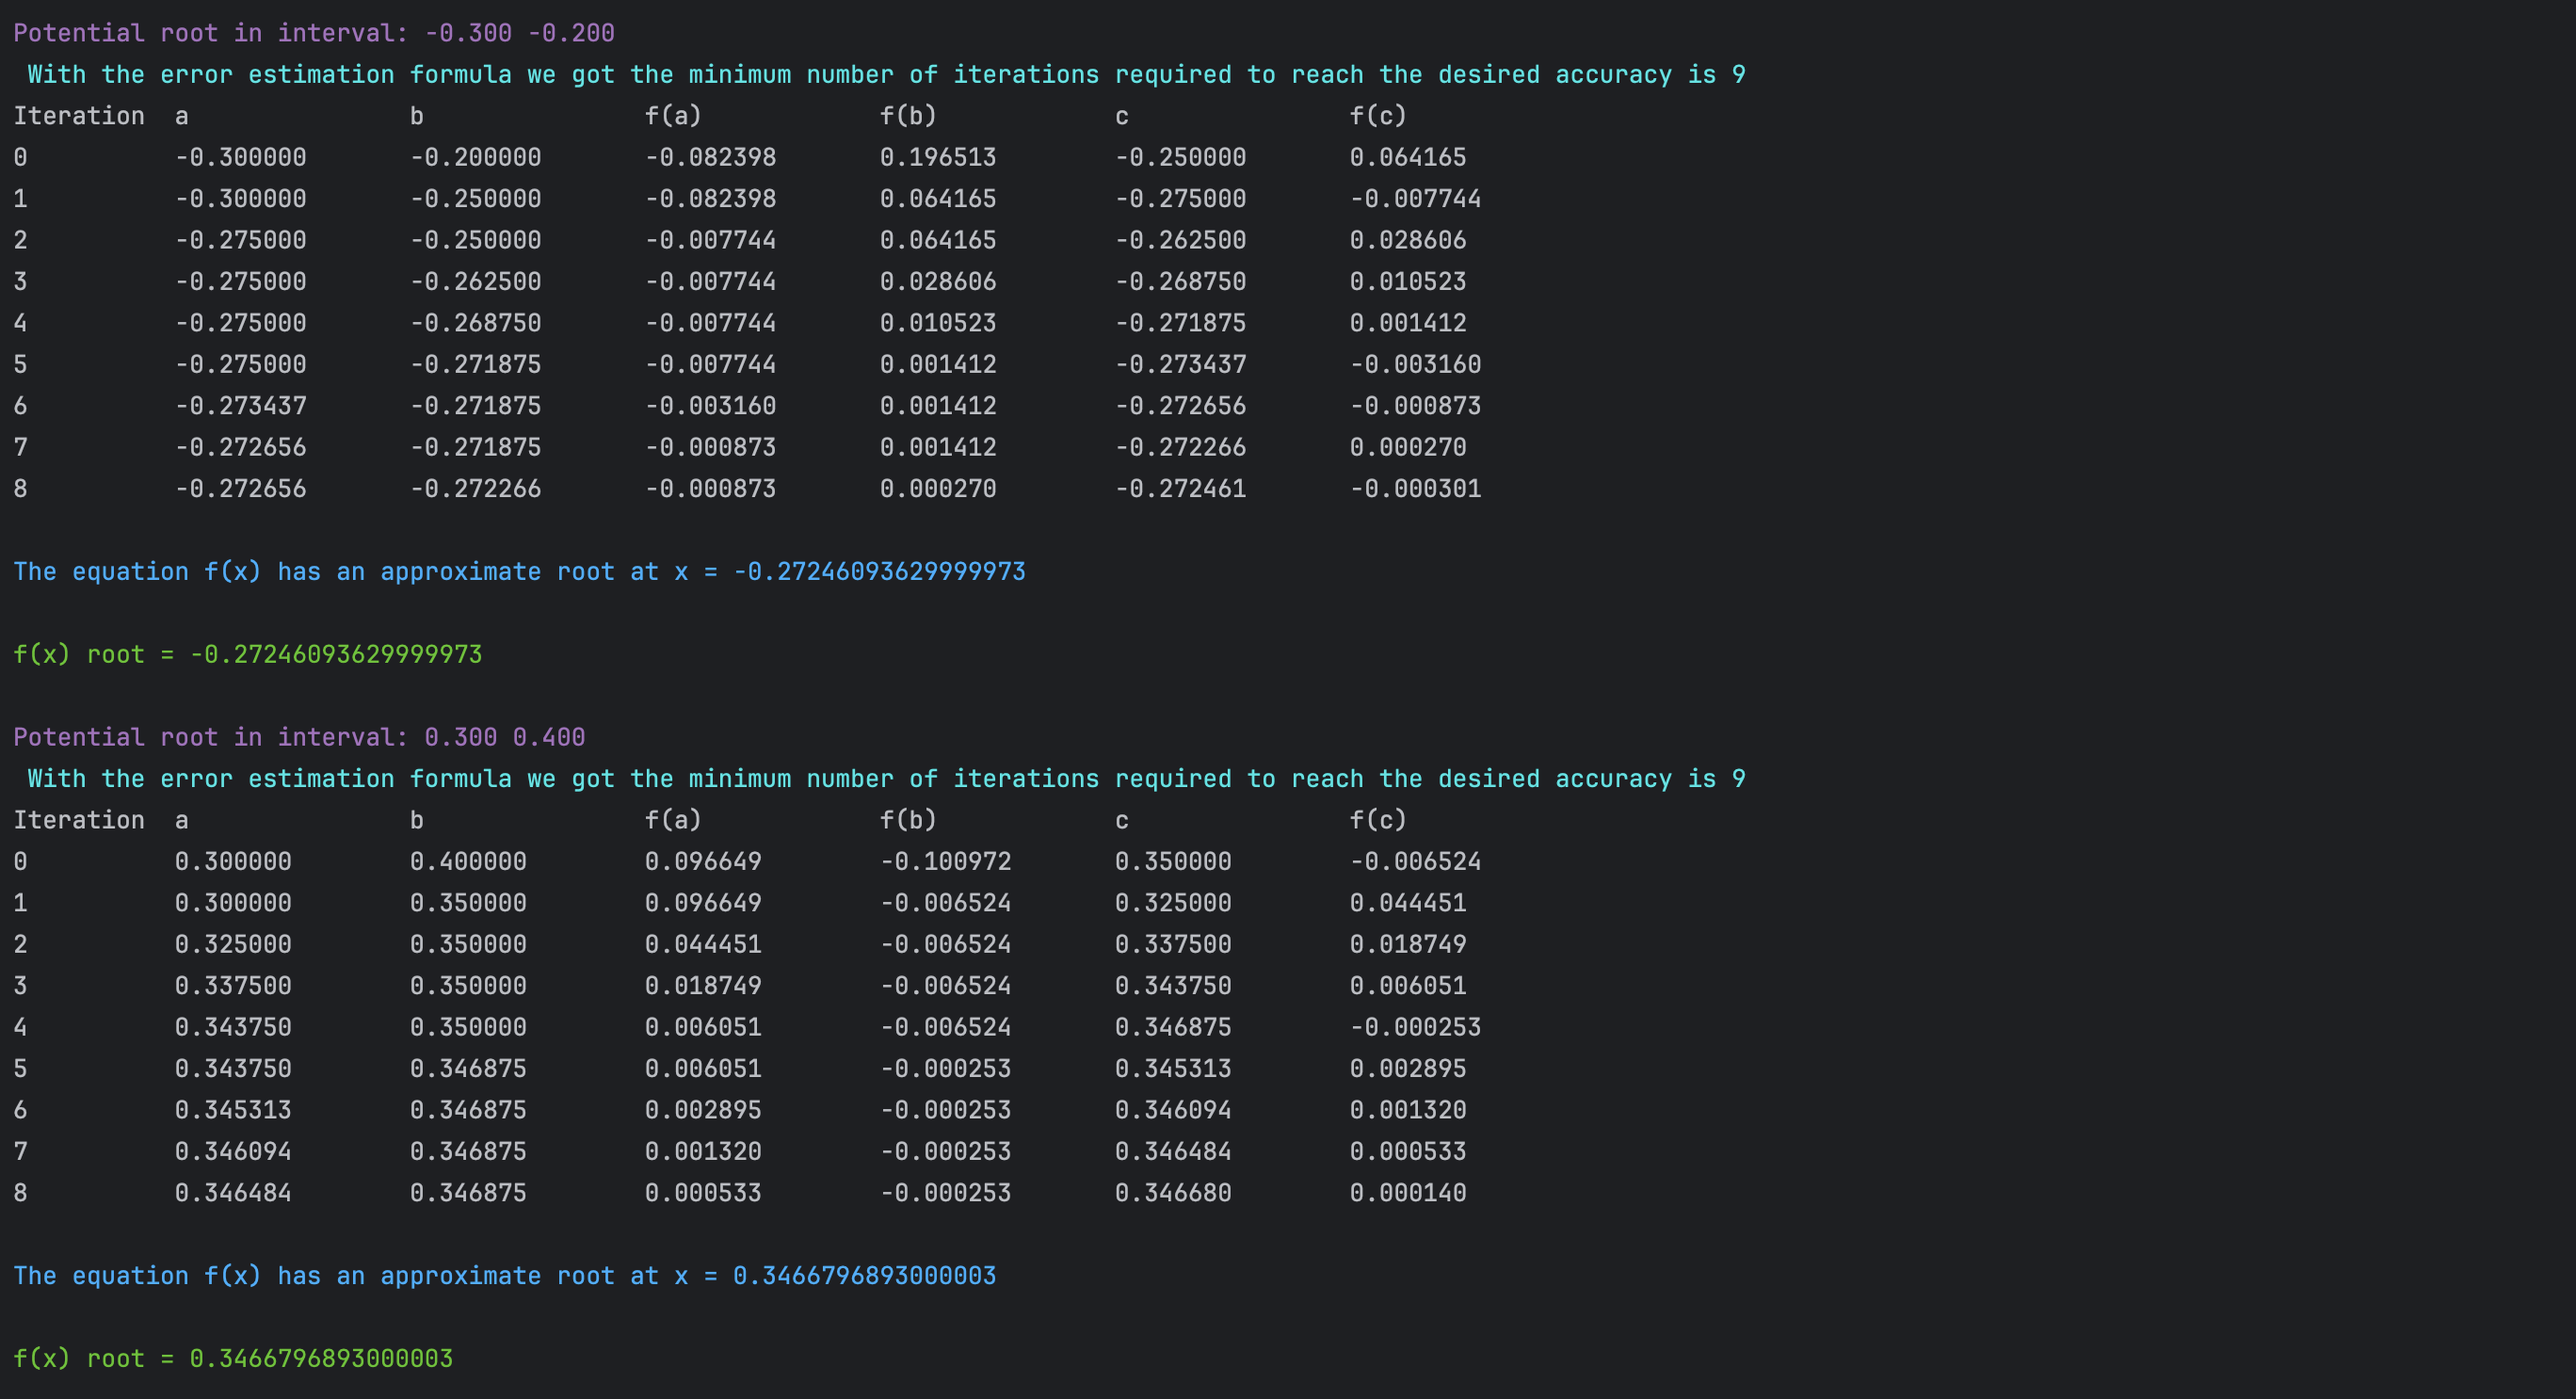 Potential root in interval: -0.300 -0.200
With the error estimation formula we got the minimum number of iterations required to reach the desired accuracy is 9
Iteration a b f(a) f(b) c f(c)
0 -0.300000 -0.200000 -0.082398 0.196513 -0.250000 0.064165
1 -0.300000 -0.250000 -0.082398 0.064165 -0.275000 -0.007744
2 -0.275000 -0.250000 -0.007744 0.064165 -0.262500 0.028606
3 -0.275000 -0.262500 -0.007744 0.028606 -0.268750 0.010523
4 -0.275000 -0.268750 -0.007744 0.010523 -0.271875 0.001412
5 -0.275000 -0.271875 -0.007744 0.001412 -0.273437 -0.003160
6 -0.273437 -0.271875 -0.003160 0.001412 -0.272656 -0.000873
7 -0.272656 -0.271875 -0.000873 0.001412 -0.272266 0.000270
8 -0.272656 -0.272266 -0.000873 0.000270 -0.272461 -0.000301
The equation f(x) has an approximate root at x = -0.27246093629999973
f(x) root = -0.27246093629999973
Potential root in interval: 0.300 0.400
With the error estimation formula we got the minimum number of iterations required to reach the desired accuracy is 9
Iteration a b f(a) f(b) c f(c)
0 0.300000 0.400000 0.096649 -0.100972 0.350000 -0.006524
1 0.300000 0.350000 0.096649 -0.006524 0.325000 0.044451
2 0.325000 0.350000 0.044451 -0.006524 0.337500 0.018749
3 0.337500 0.350000 0.018749 -0.006524 0.343750 0.006051
4 0.343750 0.350000 0.006051 -0.006524 0.346875 -0.000253
5 0.343750 0.346875 0.006051 -0.000253 0.345313 0.002895
6 0.345313 0.346875 0.002895 -0.000253 0.346094 0.001320
7 0.346094 0.346875 0.001320 -0.000253 0.346484 0.000533
8 0.346484 0.346875 0.000533 -0.000253 0.346680 0.000140
The equation f(x) has an approximate root at x = 0.3466796893000003
f(x) root = 0.3466796893000003